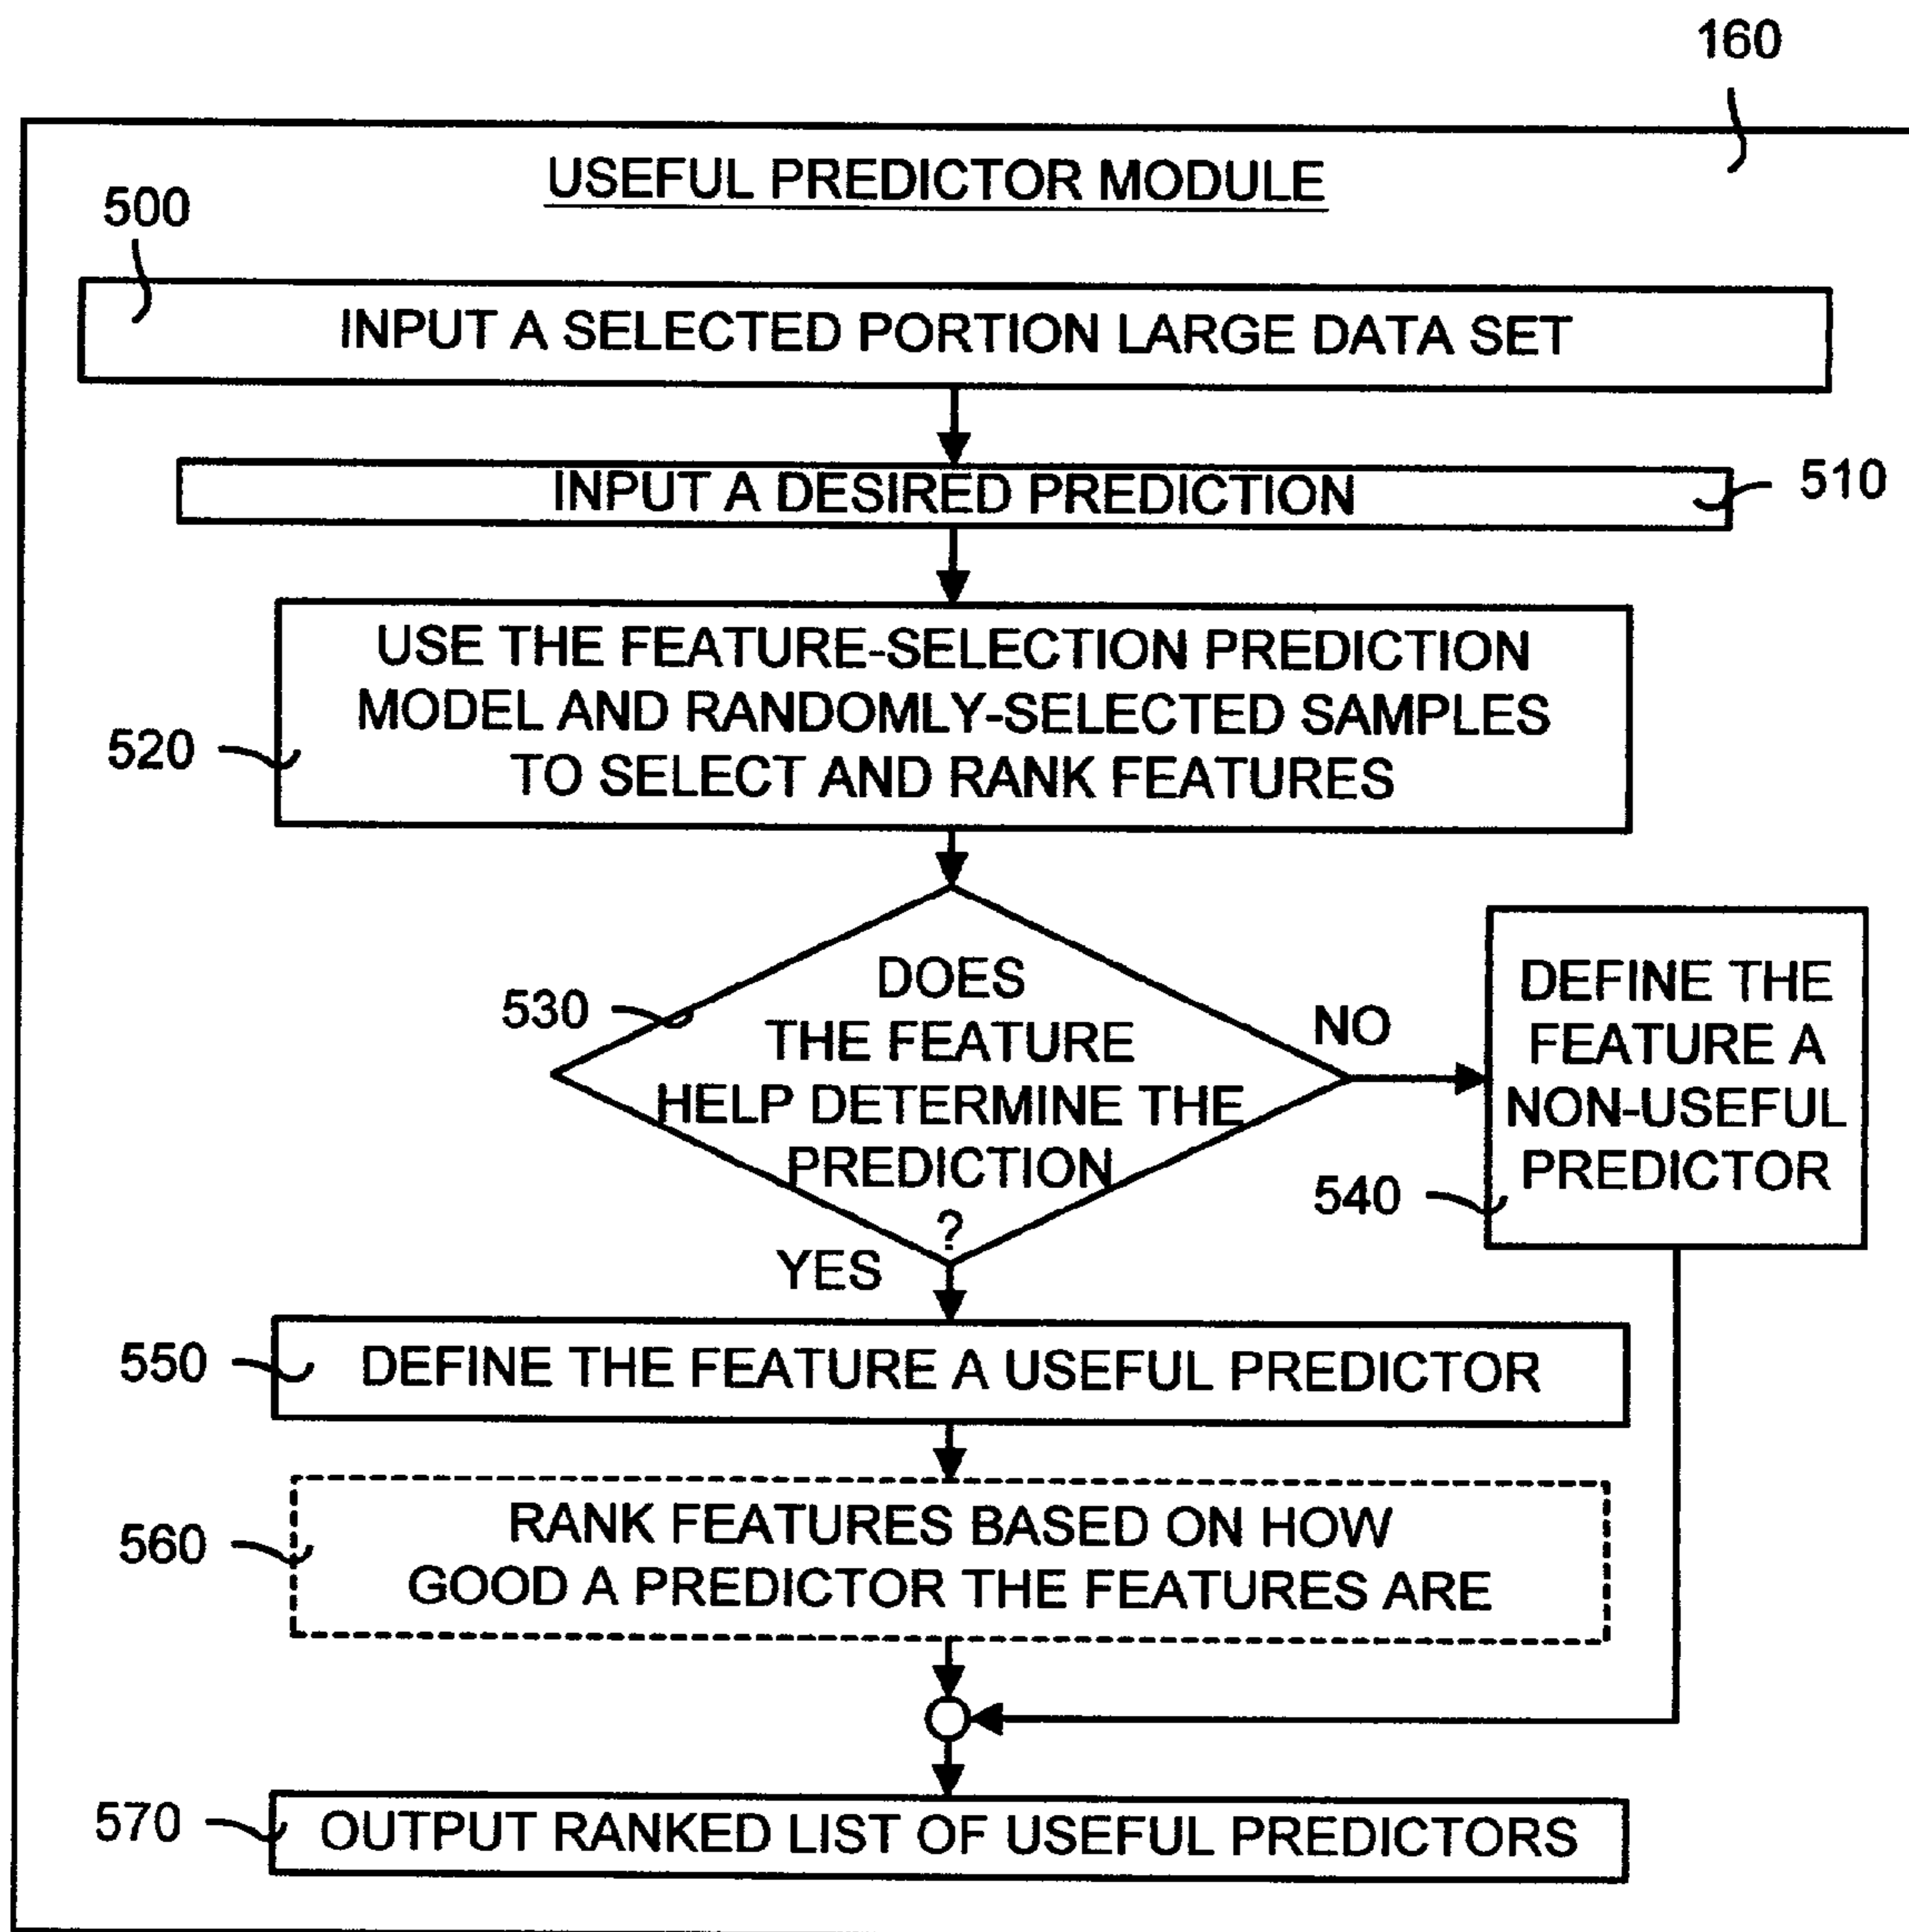 160
USEFUL PREDICTOR MODULE
500
INPUT A SELECTED PORTION LARGE DATA SET
INPUT A DESIRED PREDICTION
510
USE THE FEATURE-SELECTION PREDICTION
MODEL AND RANDOMLY-SELECTED SAMPLES
TO SELECT AND RANK FEATURES
520
530
DOES
THE FEATURE
HELP DETERMINE THE
PREDICTION
?
NO
DEFINE THE
FEATURE A
NON-USEFUL
PREDICTOR
540
YES
550
DEFINE THE FEATURE A USEFUL PREDICTOR
560
RANK FEATURES BASED ON HOW
GOOD A PREDICTOR THE FEATURES ARE
570
OUTPUT RANKED LIST OF USEFUL PREDICTORS